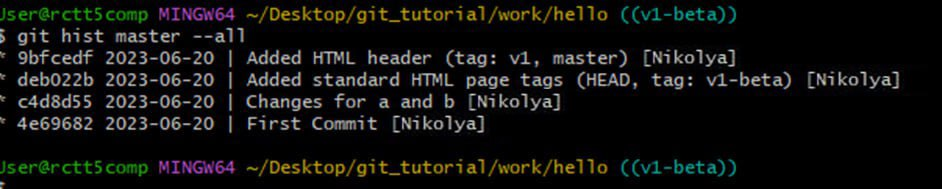 User@rctt5comp MINGW64 ~/Desktop/git_tutorial/work/hello ((v1-beta))
$ git hist master --all
* 9bfcedf 2023-06-20 | Added HTML header (tag: v1, master) [Nikolya]
* deb022b 2023-06-20 | Added standard HTML page tags (HEAD, tag: v1-beta) [Nikolya]
* c4d8d55 2023-06-20 | Changes for a and b [Nikolya]
* 4e69682 2023-06-20 | First Commit [Nikolya]
User@rctt5comp MINGW64 ~/Desktop/git_tutorial/work/hello ((v1-beta))
$